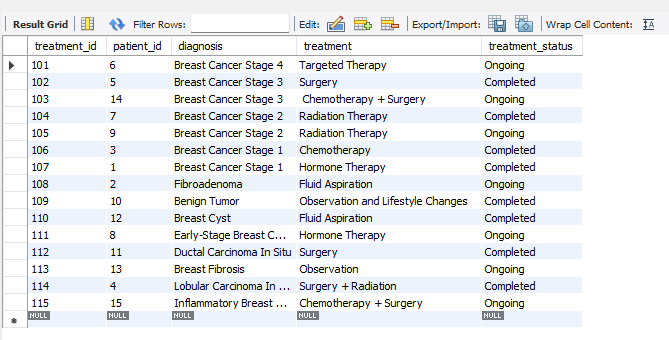 Result Grid Filter Rows: Edit: Export/Import: Wrap Cell Content: IA
treatment_id patient_id diagnosis treatment treatment_status
101 6 Breast Cancer Stage 4 Targeted Therapy Ongoing
102 5 Breast Cancer Stage 3 Surgery Completed
103 14 Breast Cancer Stage 3 Chemotherapy + Surgery Ongoing
104 7 Breast Cancer Stage 2 Radiation Therapy Completed
105 9 Breast Cancer Stage 2 Radiation Therapy Ongoing
106 3 Breast Cancer Stage 1 Chemotherapy Completed
107 1 Breast Cancer Stage 1 Hormone Therapy Completed
108 2 Fibroadenoma Fluid Aspiration Ongoing
109 10 Benign Tumor Observation and Lifestyle Changes Completed
110 12 Breast Cyst Fluid Aspiration Completed
111 8 Early-Stage Breast C... Hormone Therapy Ongoing
112 11 Ductal Carcinoma In Situ Surgery Completed
113 13 Breast Fibrosis Observation Ongoing
114 4 Lobular Carcinoma In ... Surgery + Radiation Completed
115 15 Inflammatory Breast ... Chemotherapy + Surgery Ongoing
NULL NULL NULL NULL NULL